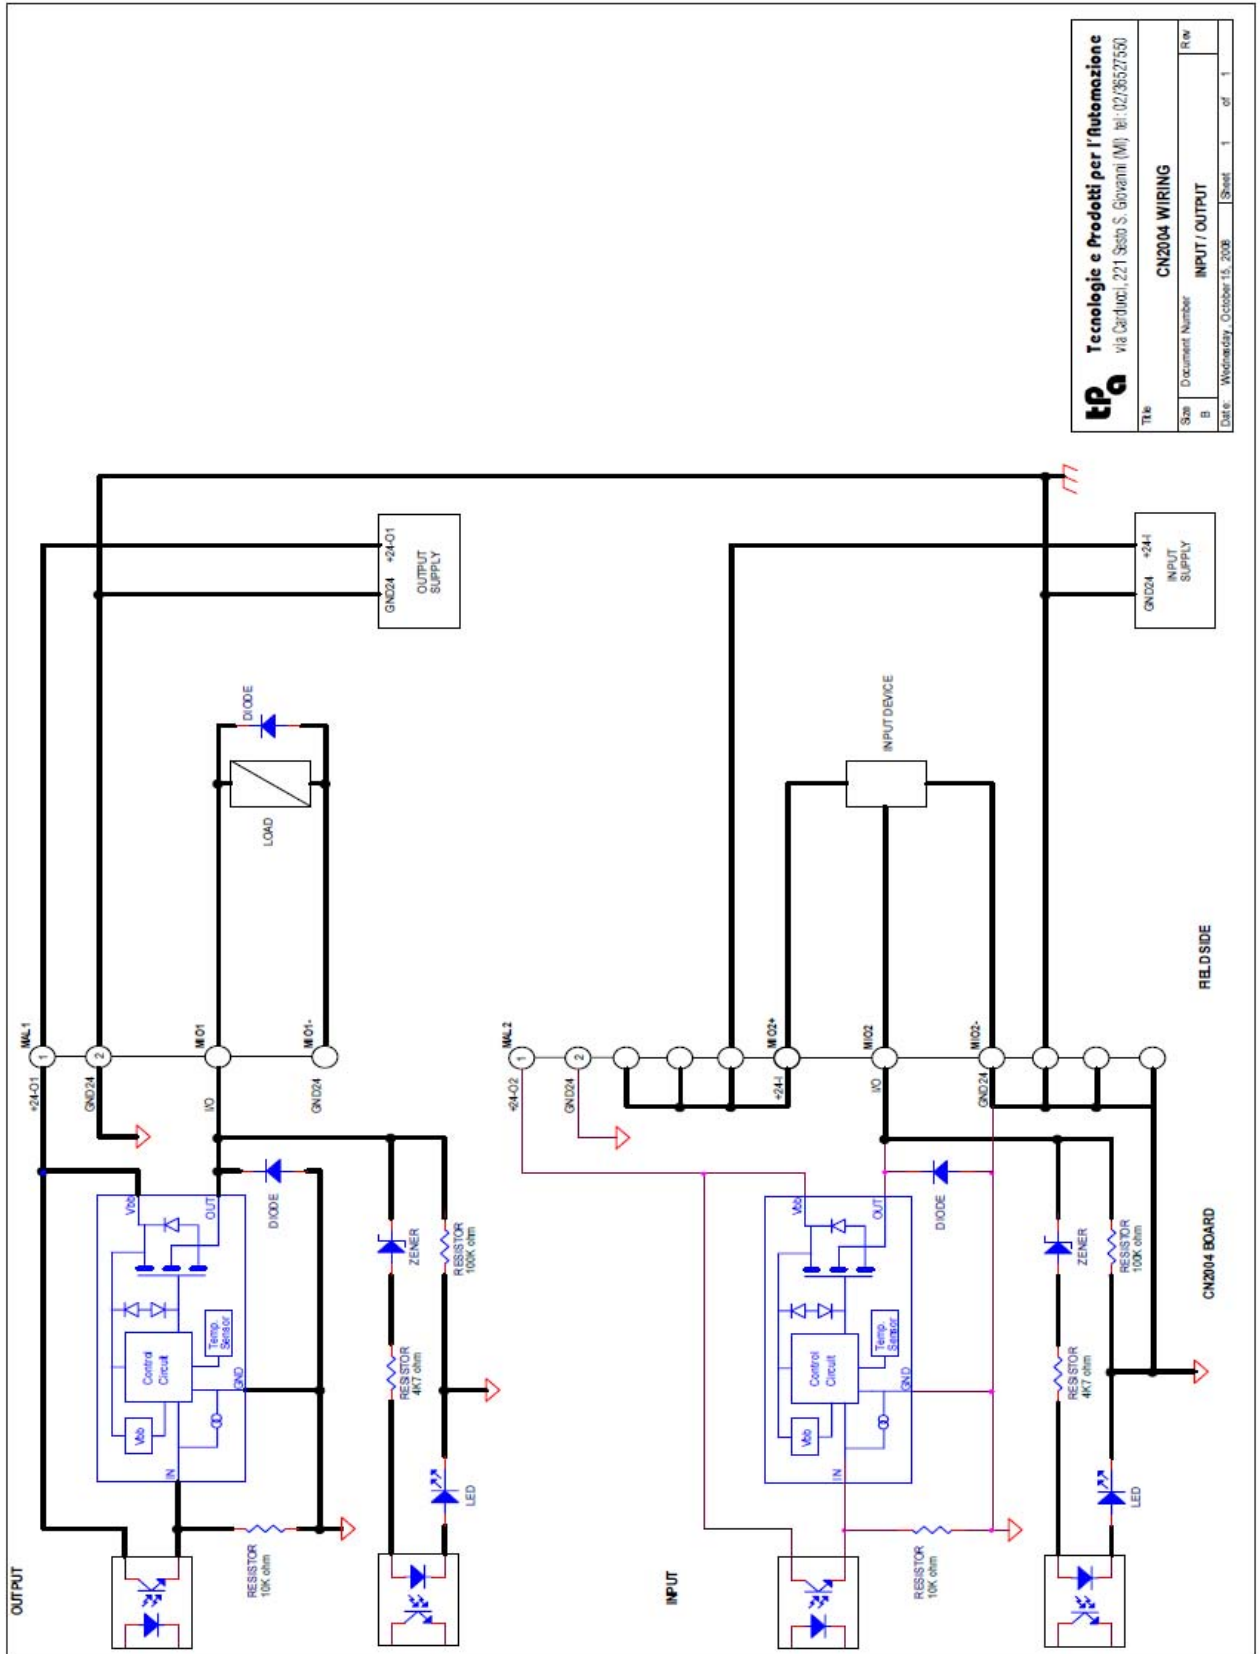 OUTPUT
MAL1
+24-O1
1
GND24
2
MIO1
I/O
MIO1-
GND24
Vbb
OUT
Control
Circuit
Temp.
Sensor
Vbb
GND
IN
DIODE
ZENER
RESISTOR
100K ohm
RESISTOR
4K7 ohm
RESISTOR
10K ohm
LED
LOAD
DIODE
GND24
+24-O1
OUTPUT
SUPPLY
INPUT
MAL2
+24-O2
1
GND24
2
MIO2+
+24-I
MIO2
I/O
MIO2-
GND24
Vbb
OUT
Control
Circuit
Temp.
Sensor
Vbb
GND
IN
DIODE
ZENER
RESISTOR
100K ohm
RESISTOR
4K7 ohm
RESISTOR
10K ohm
LED
INPUT DEVICE
GND24
+24-I
INPUT
SUPPLY
CN2004 BOARD
FIELD SIDE
tPa
Tecnologie e Prodotti per l'Automazione
via Carducci, 221 Sesto S. Giovanni (MI) tel: 02/36527550
Title
CN2004 WIRING
Size
Document Number
Rev
B
INPUT / OUTPUT
Date: Wednesday, October 15, 2008
Sheet 1 of 1